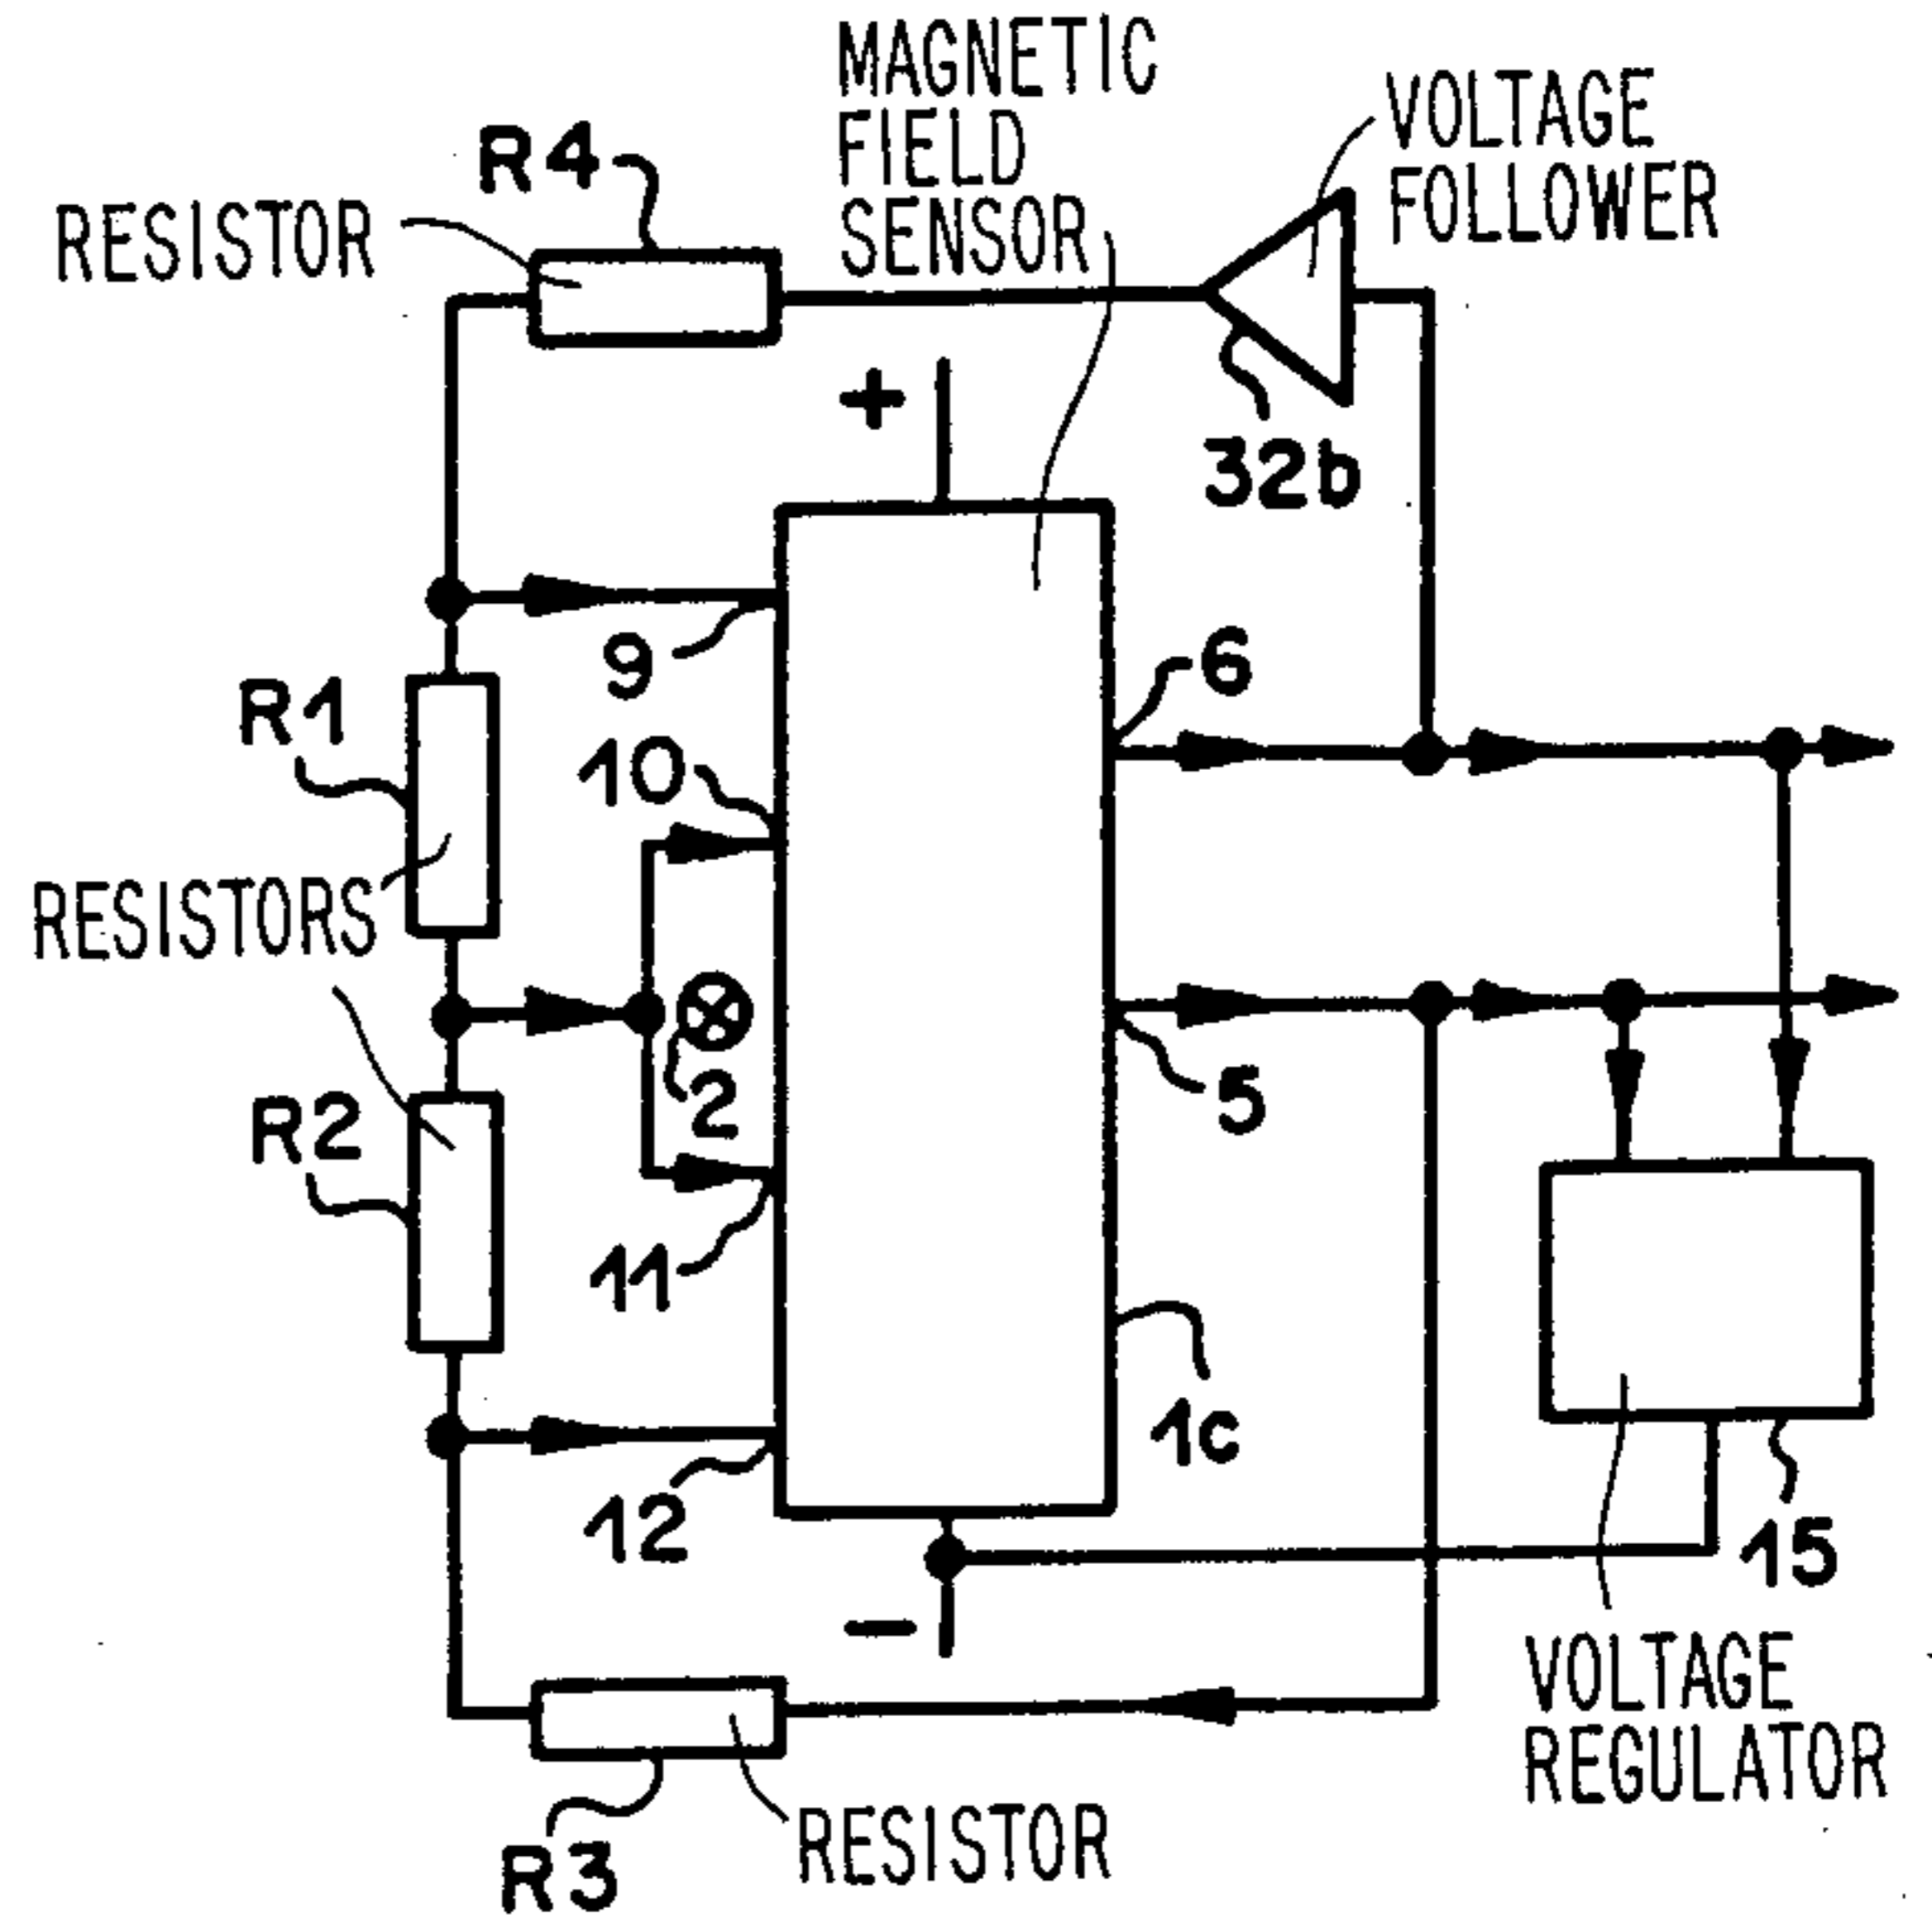 MAGNETIC
FIELD
SENSOR
VOLTAGE
FOLLOWER
R4
RESISTOR
+
32b
9
6
R1
10
RESISTORS
2
5
R2
11
1c
12
15
-
VOLTAGE
REGULATOR
RESISTOR
R3